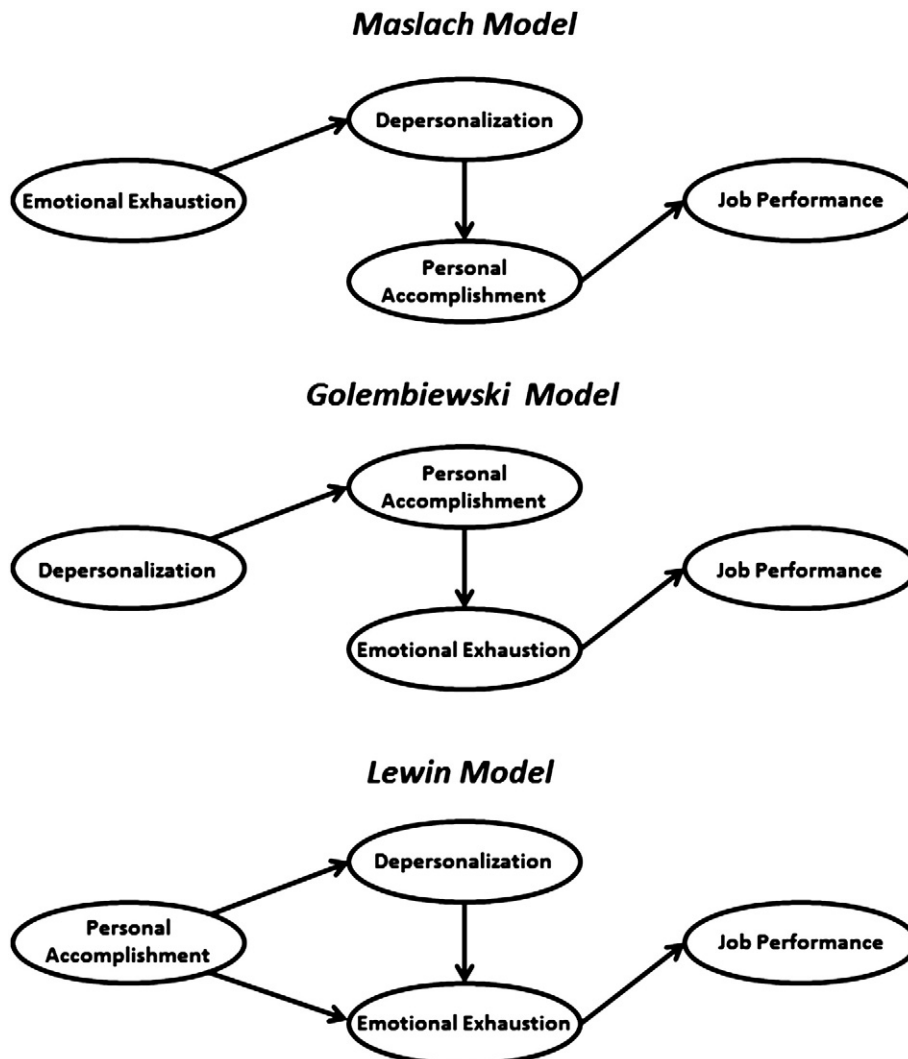 Maslach Model
Depersonalization
Emotional Exhaustion
Job Performance
Personal
Accomplishment
Golembiewski Model
Personal
Accomplishment
Depersonalization
Job Performance
Emotional Exhaustion
Lewin Model
Depersonalization
Personal
Accomplishment
Job Performance
Emotional Exhaustion